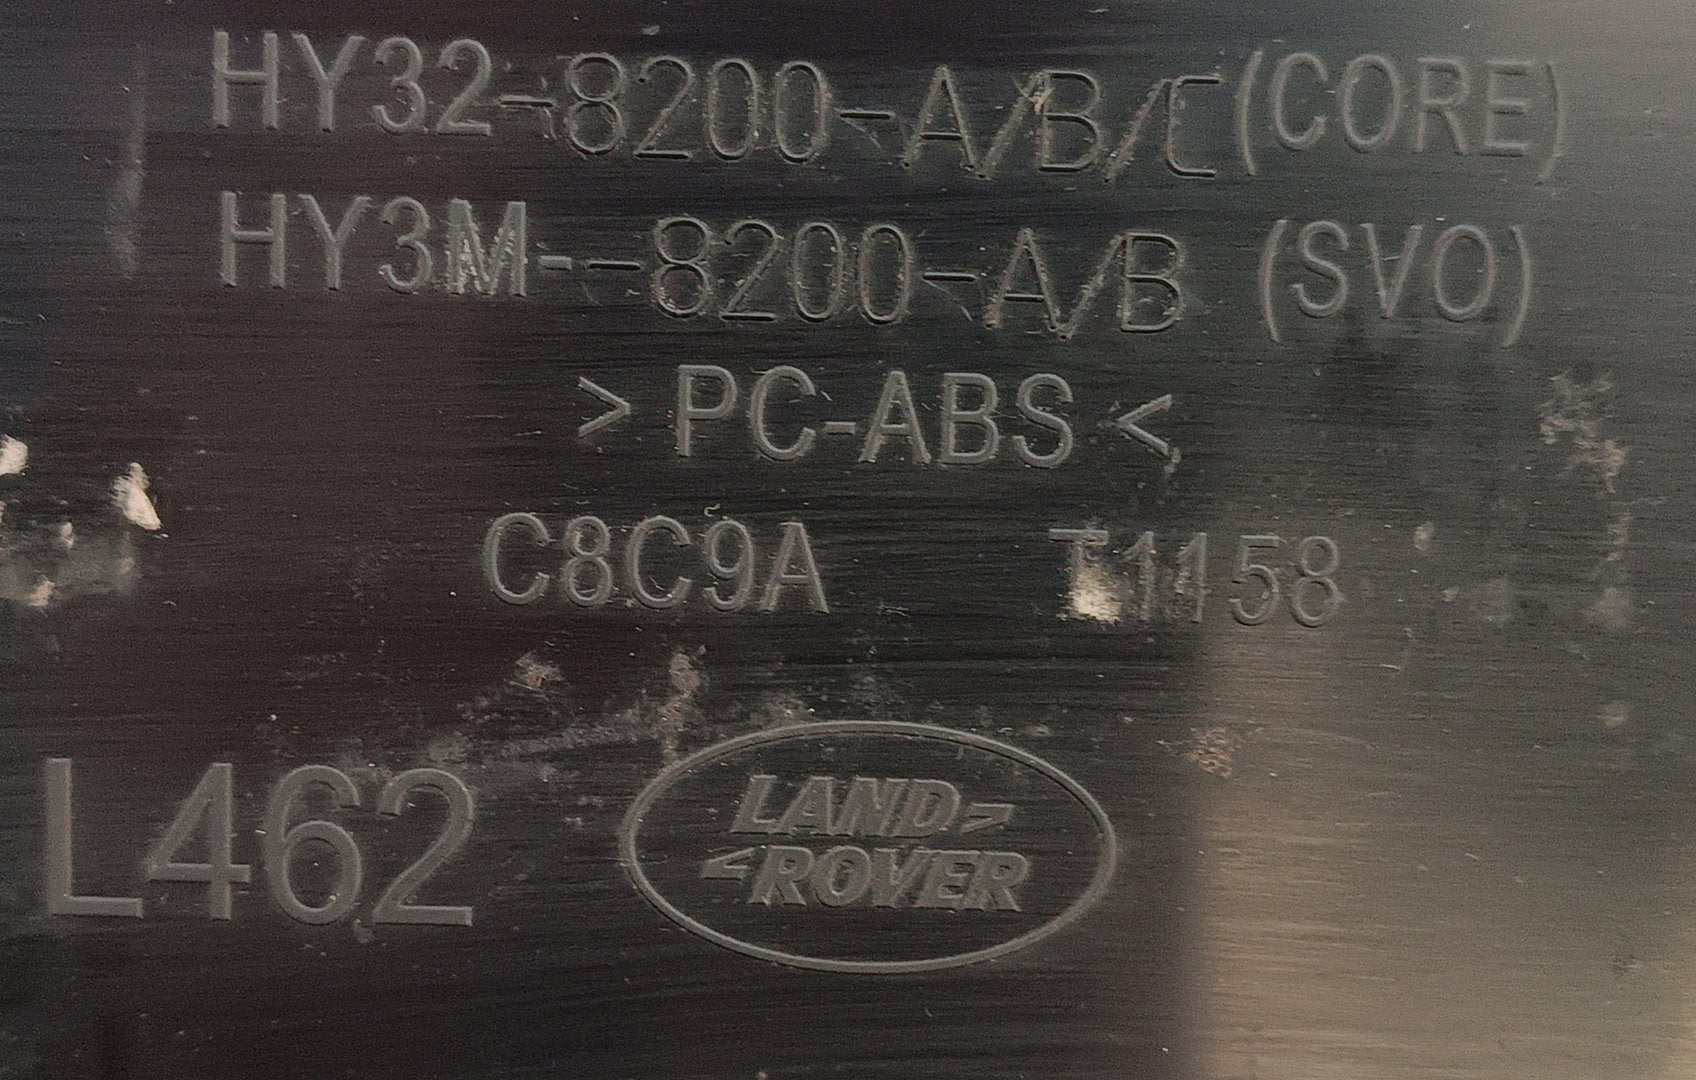 HY32-8200-A/B/C (CORE)
HY3M--8200-A/B (SVO)
> PC-ABS <
C8C9A T1158
L462
LAND
ROVER